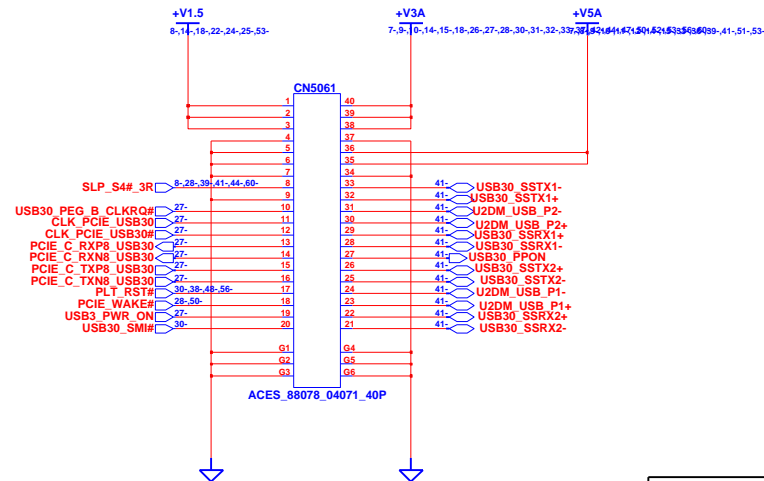 +V1.5
+V3A
+V5A
8-,14-,18-,22-,24-,25-,53-
CN5061
1 40
2 39
3 38
4 37
5 36
6 35
7 34
SLP_S4#_3R 8-,28-,39-,41-,44-,60- 8 33 41- USB30_SSTX1-
9 32 41- USB30_SSTX1+
USB30_PEG_B_CLKRQ# 27- 10 31 41- U2DM_USB_P2-
CLK_PCIE_USB30 27- 11 30 41- U2DM_USB_P2+
CLK_PCIE_USB30# 27- 12 29 41- USB30_SSRX1+
PCIE_C_RXP8_USB30 27- 13 28 41- USB30_SSRX1-
PCIE_C_RXN8_USB30 27- 14 27 41- USB30_PPON
PCIE_C_TXP8_USB30 27- 15 26 41- USB30_SSTX2+
PCIE_C_TXN8_USB30 27- 16 25 41- USB30_SSTX2-
PLT_RST# 30-,38-,48-,56- 17 24 41- U2DM_USB_P1-
PCIE_WAKE# 28-,50- 18 23 41- U2DM_USB_P1+
USB3_PWR_ON 27- 19 22 41- USB30_SSRX2+
USB30_SMI# 30- 20 21 41- USB30_SSRX2-
G1 G4
G2 G5
G3 G6
ACES_88078_04071_40P